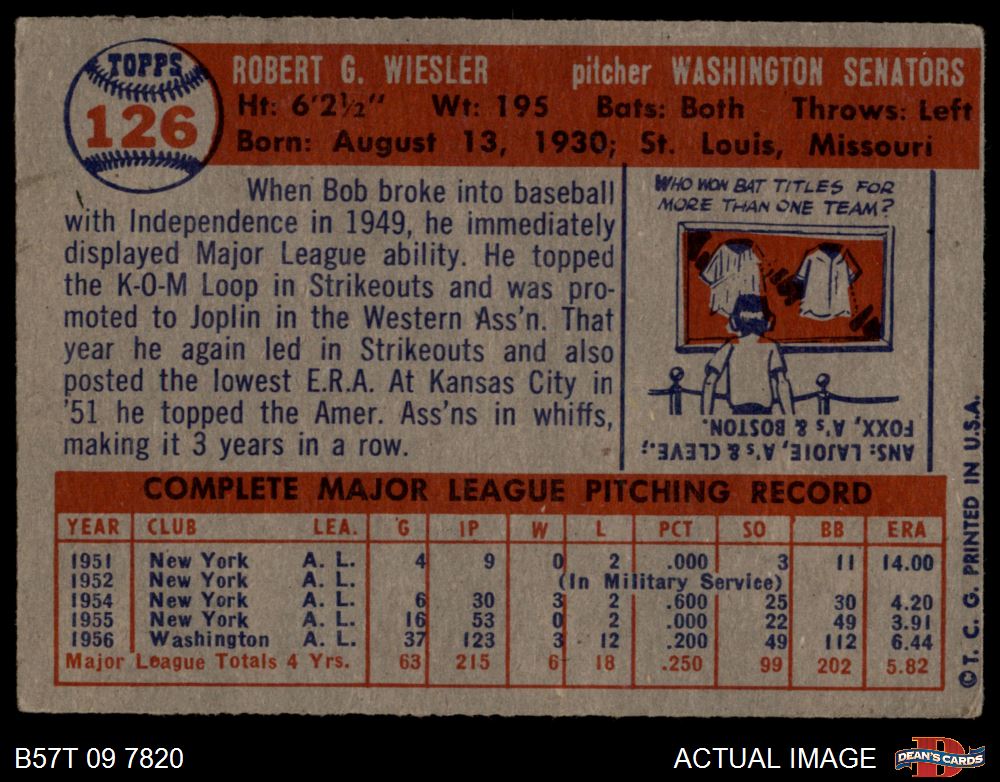 TOPPS
126
ROBERT G. WIESLER pitcher WASHINGTON SENATORS
Ht: 6'2½" Wt: 195 Bats: Both Throws: Left
Born: August 13, 1930; St. Louis, Missouri
When Bob broke into baseball
with Independence in 1949, he immediately
displayed Major League ability. He topped
the K-O-M Loop in Strikeouts and was pro-
moted to Joplin in the Western Ass'n. That
year he again led in Strikeouts and also
posted the lowest E.R.A. At Kansas City in
'51 he topped the Amer. Ass'ns in whiffs,
making it 3 years in a row.
WHO WON BAT TITLES FOR
MORE THAN ONE TEAM?
ANS: LAJOIE, A's & CLEVE.;
FOXX, A's & BOSTON.
COMPLETE MAJOR LEAGUE PITCHING RECORD
YEAR CLUB LEA. G IP W L PCT SO BB ERA
1951 New York A. L. 4 9 0 2 .000 3 11 14.00
1952 New York A. L. (In Military Service)
1954 New York A. L. 6 30 3 2 .600 25 30 4.20
1955 New York A. L. 16 53 0 2 .000 22 49 3.91
1956 Washington A. L. 37 123 3 12 .200 49 112 6.44
Major League Totals 4 Yrs. 63 215 6 18 .250 99 202 5.82
© T. C. G. PRINTED IN U.S.A.
B57T 09 7820 ACTUAL IMAGE
D
DEAN'S CARDS